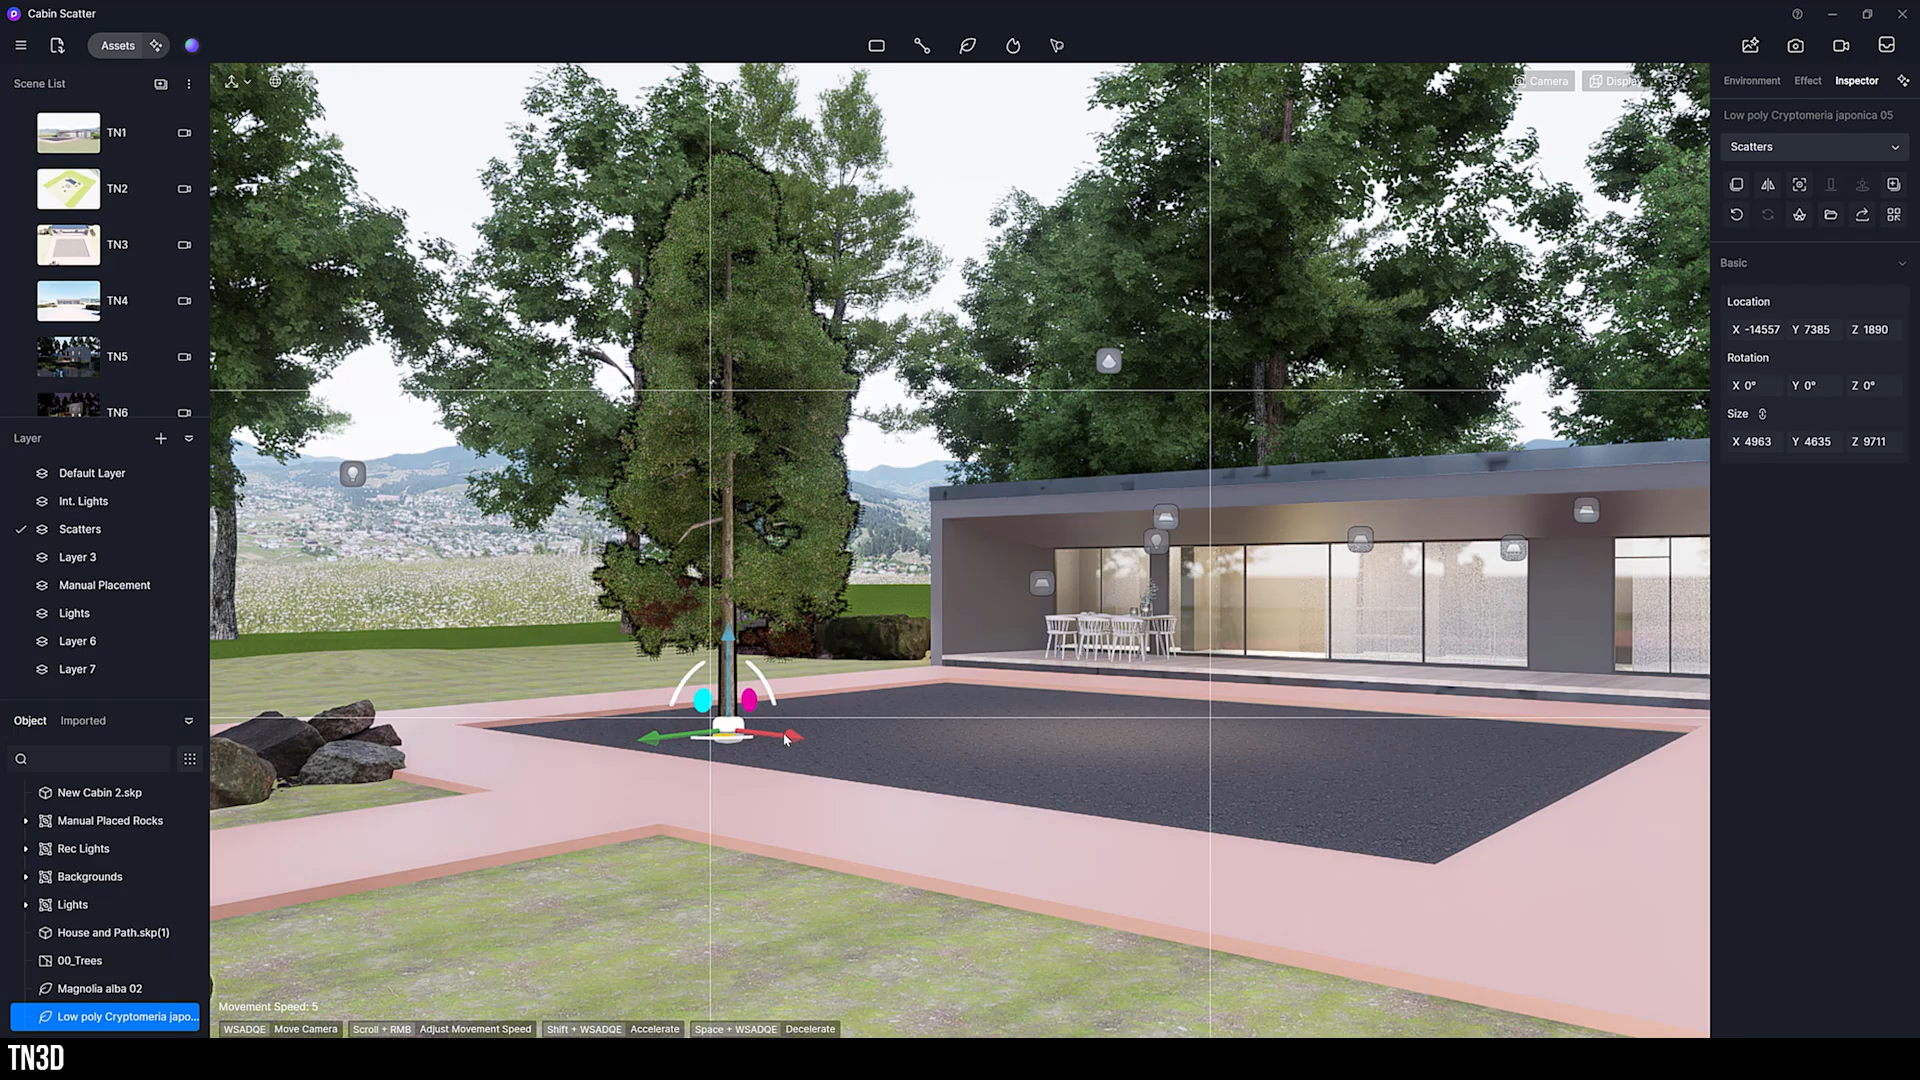 Cabin Scatter
Assets
Scene List
TN1
TN2
TN3
TN4
TN5
TN6
Layer
Default Layer
Int. Lights
Scatters
Layer 3
Manual Placement
Lights
Layer 6
Layer 7
Object Imported
New Cabin 2.skp
Manual Placed Rocks
Rec Lights
Backgrounds
Lights
House and Path.skp(1)
00_Trees
Magnolia alba 02
Low poly Cryptomeria japo...
Camera Display
Movement Speed: 5
WSADQE Move Camera Scroll + RMB Adjust Movement Speed Shift + WSADQE Accelerate Space + WSADQE Decelerate
Environment Effect Inspector
Low poly Cryptomeria japonica 05
Scatters
Basic
Location
X -14557 Y 7385 Z 1890
Rotation
X 0° Y 0° Z 0°
Size
X 4963 Y 4635 Z 9711
TN3D